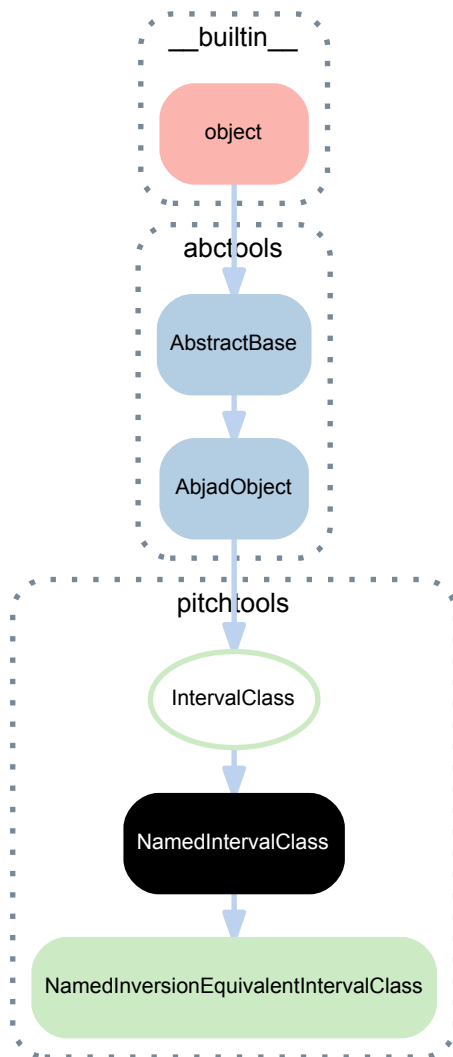 __builtin__
object
abctools
AbstractBase
AbjadObject
pitchtools
IntervalClass
NamedIntervalClass
NamedInversionEquivalentIntervalClass